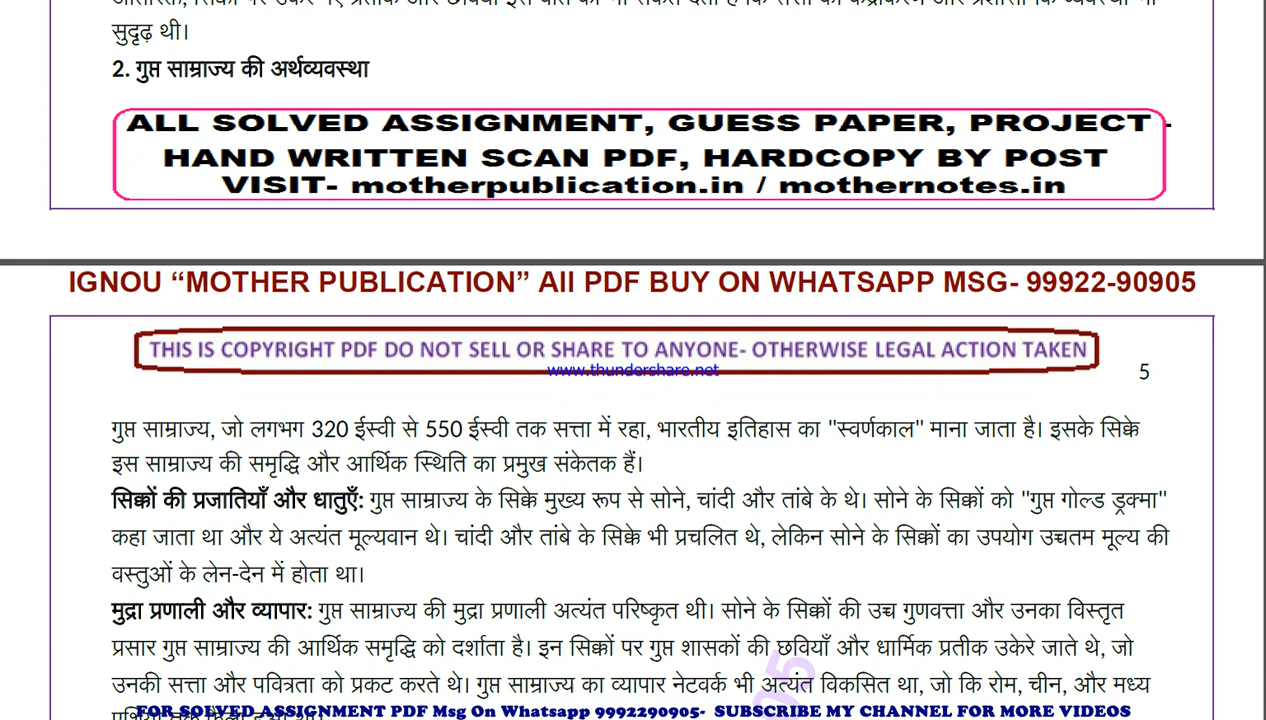 सुदृढ़ थी।
2. गुप्त साम्राज्य की अर्थव्यवस्था
ALL SOLVED ASSIGNMENT, GUESS PAPER, PROJECT -
HAND WRITTEN SCAN PDF, HARDCOPY BY POST
VISIT- motherpublication.in / mothernotes.in
IGNOU “MOTHER PUBLICATION” All PDF BUY ON WHATSAPP MSG- 99922-90905
THIS IS COPYRIGHT PDF DO NOT SELL OR SHARE TO ANYONE- OTHERWISE LEGAL ACTION TAKEN
www.thundershare.net
5
गुप्त साम्राज्य, जो लगभग 320 ईस्वी से 550 ईस्वी तक सत्ता में रहा, भारतीय इतिहास का "स्वर्णकाल" माना जाता है। इसके सिक्के
इस साम्राज्य की समृद्धि और आर्थिक स्थिति का प्रमुख संकेतक हैं।
सिक्कों की प्रजातियाँ और धातुएँ: गुप्त साम्राज्य के सिक्के मुख्य रूप से सोने, चांदी और तांबे के थे। सोने के सिक्कों को "गुप्त गोल्ड ड्रक्मा"
कहा जाता था और ये अत्यंत मूल्यवान थे। चांदी और तांबे के सिक्के भी प्रचलित थे, लेकिन सोने के सिक्कों का उपयोग उच्चतम मूल्य की
वस्तुओं के लेन-देन में होता था।
मुद्रा प्रणाली और व्यापार: गुप्त साम्राज्य की मुद्रा प्रणाली अत्यंत परिष्कृत थी। सोने के सिक्कों की उच्च गुणवत्ता और उनका विस्तृत
प्रसार गुप्त साम्राज्य की आर्थिक समृद्धि को दर्शाता है। इन सिक्कों पर गुप्त शासकों की छवियाँ और धार्मिक प्रतीक उकेरे जाते थे, जो
उनकी सत्ता और पवित्रता को प्रकट करते थे। गुप्त साम्राज्य का व्यापार नेटवर्क भी अत्यंत विकसित था, जो कि रोम, चीन, और मध्य
FOR SOLVED ASSIGNMENT PDF Msg On Whatsapp 9992290905- SUBSCRIBE MY CHANNEL FOR MORE VIDEOS